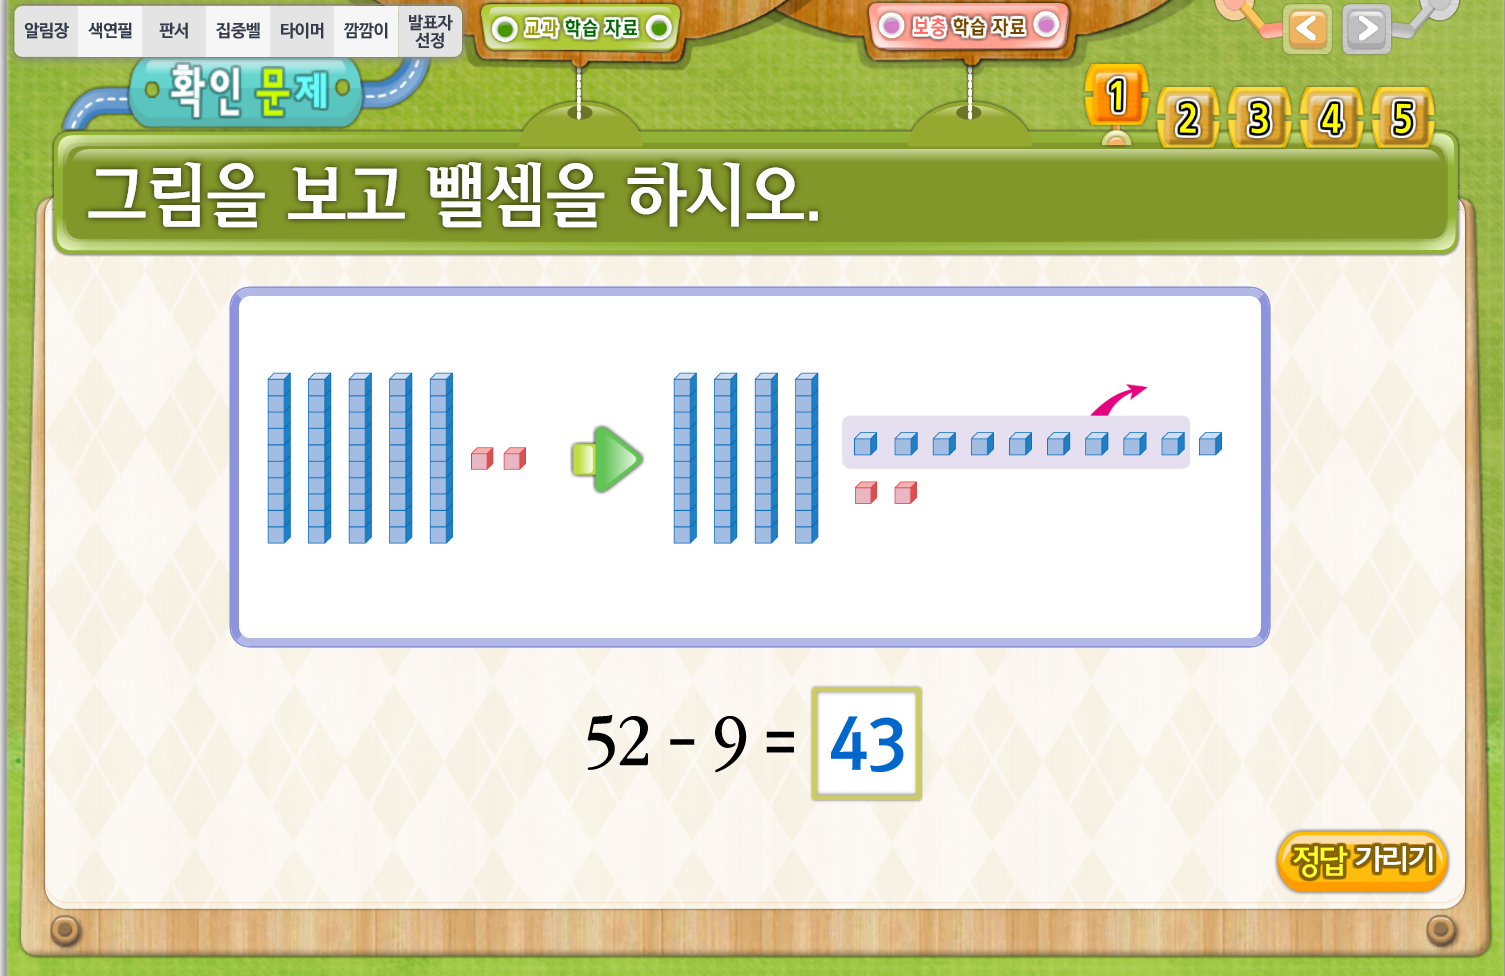 알림장 색연필 판서 집중벨 타이머 깜깜이 발표자 선정
교과 학습 자료
보충 학습 자료
확인 문제
1 2 3 4 5
그림을 보고 뺄셈을 하시오.
52 - 9 = 43
정답 가리기